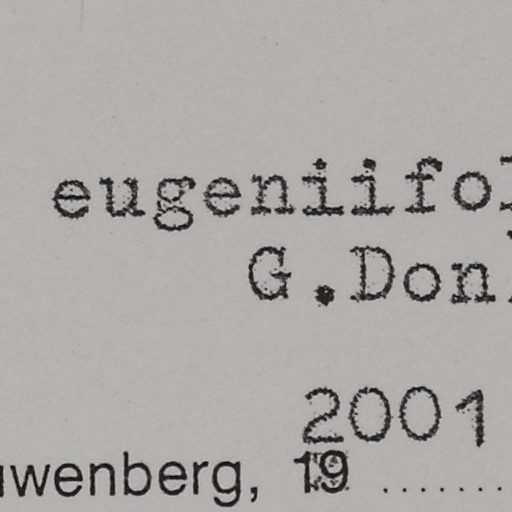 eugeniifol
G.Don
2001
uwenberg, 19 ........